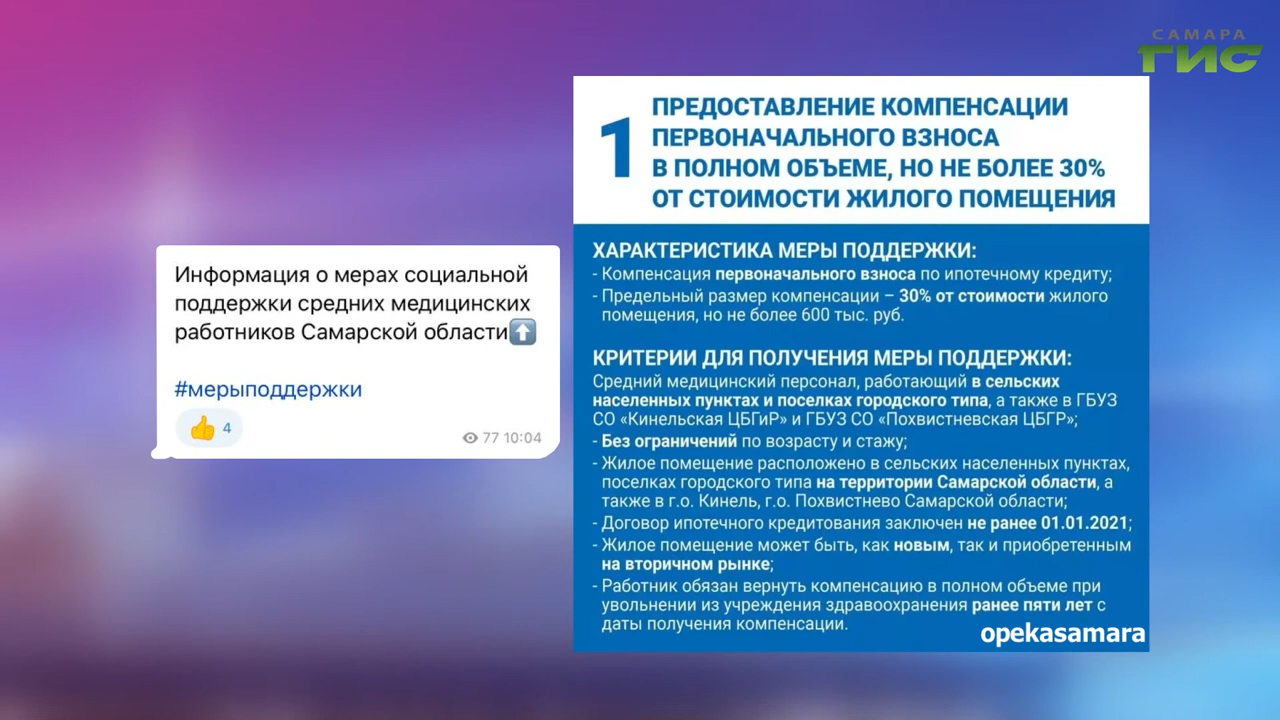 САМАРА
ГИС
Информация о мерах социальной
поддержки средних медицинских
работников Самарской области⬆️
#мерыподдержки
👍 4
77 10:04
1
ПРЕДОСТАВЛЕНИЕ КОМПЕНСАЦИИ
ПЕРВОНАЧАЛЬНОГО ВЗНОСА
В ПОЛНОМ ОБЪЕМЕ, НО НЕ БОЛЕЕ 30%
ОТ СТОИМОСТИ ЖИЛОГО ПОМЕЩЕНИЯ
ХАРАКТЕРИСТИКА МЕРЫ ПОДДЕРЖКИ:
- Компенсация первоначального взноса по ипотечному кредиту;
- Предельный размер компенсации – 30% от стоимости жилого
помещения, но не более 600 тыс. руб.
КРИТЕРИИ ДЛЯ ПОЛУЧЕНИЯ МЕРЫ ПОДДЕРЖКИ:
Средний медицинский персонал, работающий в сельских
населенных пунктах и поселках городского типа, а также в ГБУЗ
СО «Кинельская ЦБГиР» и ГБУЗ СО «Похвистневская ЦБГР»;
- Без ограничений по возрасту и стажу;
- Жилое помещение расположено в сельских населенных пунктах,
поселках городского типа на территории Самарской области, а
также в г.о. Кинель, г.о. Похвистнево Самарской области;
- Договор ипотечного кредитования заключен не ранее 01.01.2021;
- Жилое помещение может быть, как новым, так и приобретенным
на вторичном рынке;
- Работник обязан вернуть компенсацию в полном объеме при
увольнении из учреждения здравоохранения ранее пяти лет с
даты получения компенсации.
opekasamara